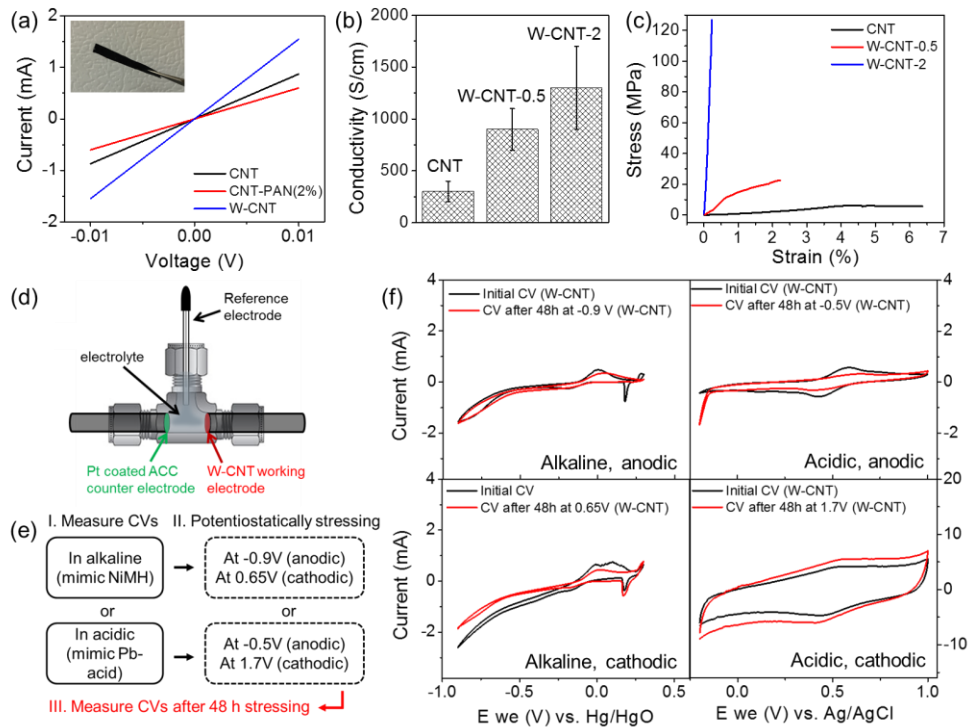 (a)
Current (mA)
2
1
0
-1
-2
-0.01
0.00
0.01
Voltage (V)
CNT
CNT-PAN(2%)
W-CNT
(b)
Conductivity (S/cm)
2000
1750
1500
1250
1000
750
500
250
0
CNT
W-CNT-0.5
W-CNT-2
(c)
Stress (MPa)
120
100
80
60
40
20
0
0
1
2
3
4
5
6
7
Strain (%)
CNT
W-CNT-0.5
W-CNT-2
(d)
Reference
electrode
electrolyte
Pt coated ACC
counter electrode
W-CNT working
electrode
(e)
I. Measure CVs
II. Potentiostatically stressing
In alkaline
(mimic NiMH)
At -0.9V (anodic)
At 0.65V (cathodic)
or
or
In acidic
(mimic Pb-
acid)
At -0.5V (anodic)
At 1.7V (cathodic)
III. Measure CVs after 48 h stressing
(f)
Current (mA)
4
2
0
-2
4
Initial CV (W-CNT)
CV after 48h at -0.9 V (W-CNT)
Alkaline, anodic
Initial CV (W-CNT)
CV after 48h at -0.5V (W-CNT)
Acidic, anodic
4
2
0
-2
20
Current (mA)
2
0
-2
Initial CV
CV after 48h at 0.65V (W-CNT)
Alkaline, cathodic
Initial CV (W-CNT)
CV after 48h at 1.7V (W-CNT)
Acidic, cathodic
10
0
-10
-1.0
-0.5
0.0
0.5
0.0
0.5
1.0
E we (V) vs. Hg/HgO
E we (V) vs. Ag/AgCl